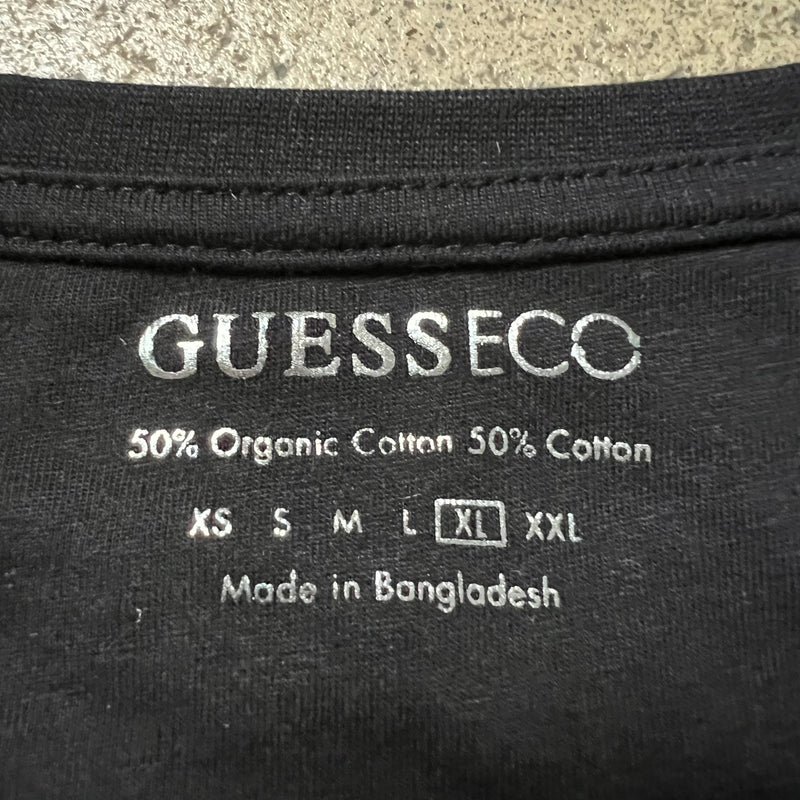 GUESSECO
50% Organic Cotton 50% Cotton
XS S M L XL XXL
Made in Bangladesh